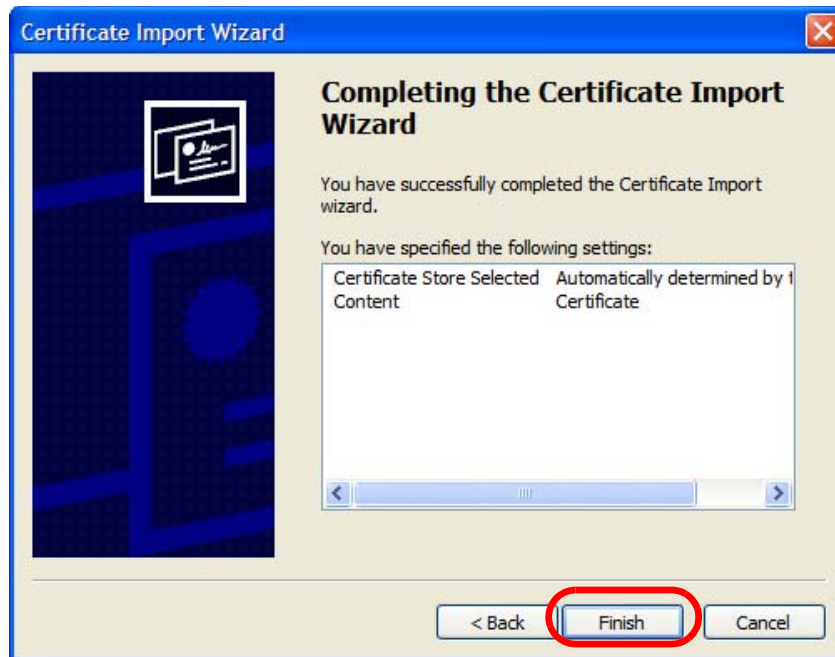 Certificate Import Wizard
Completing the Certificate Import
Wizard
You have successfully completed the Certificate Import
wizard.
You have specified the following settings:
Certificate Store Selected Automatically determined by t
Content Certificate
< Back Finish Cancel